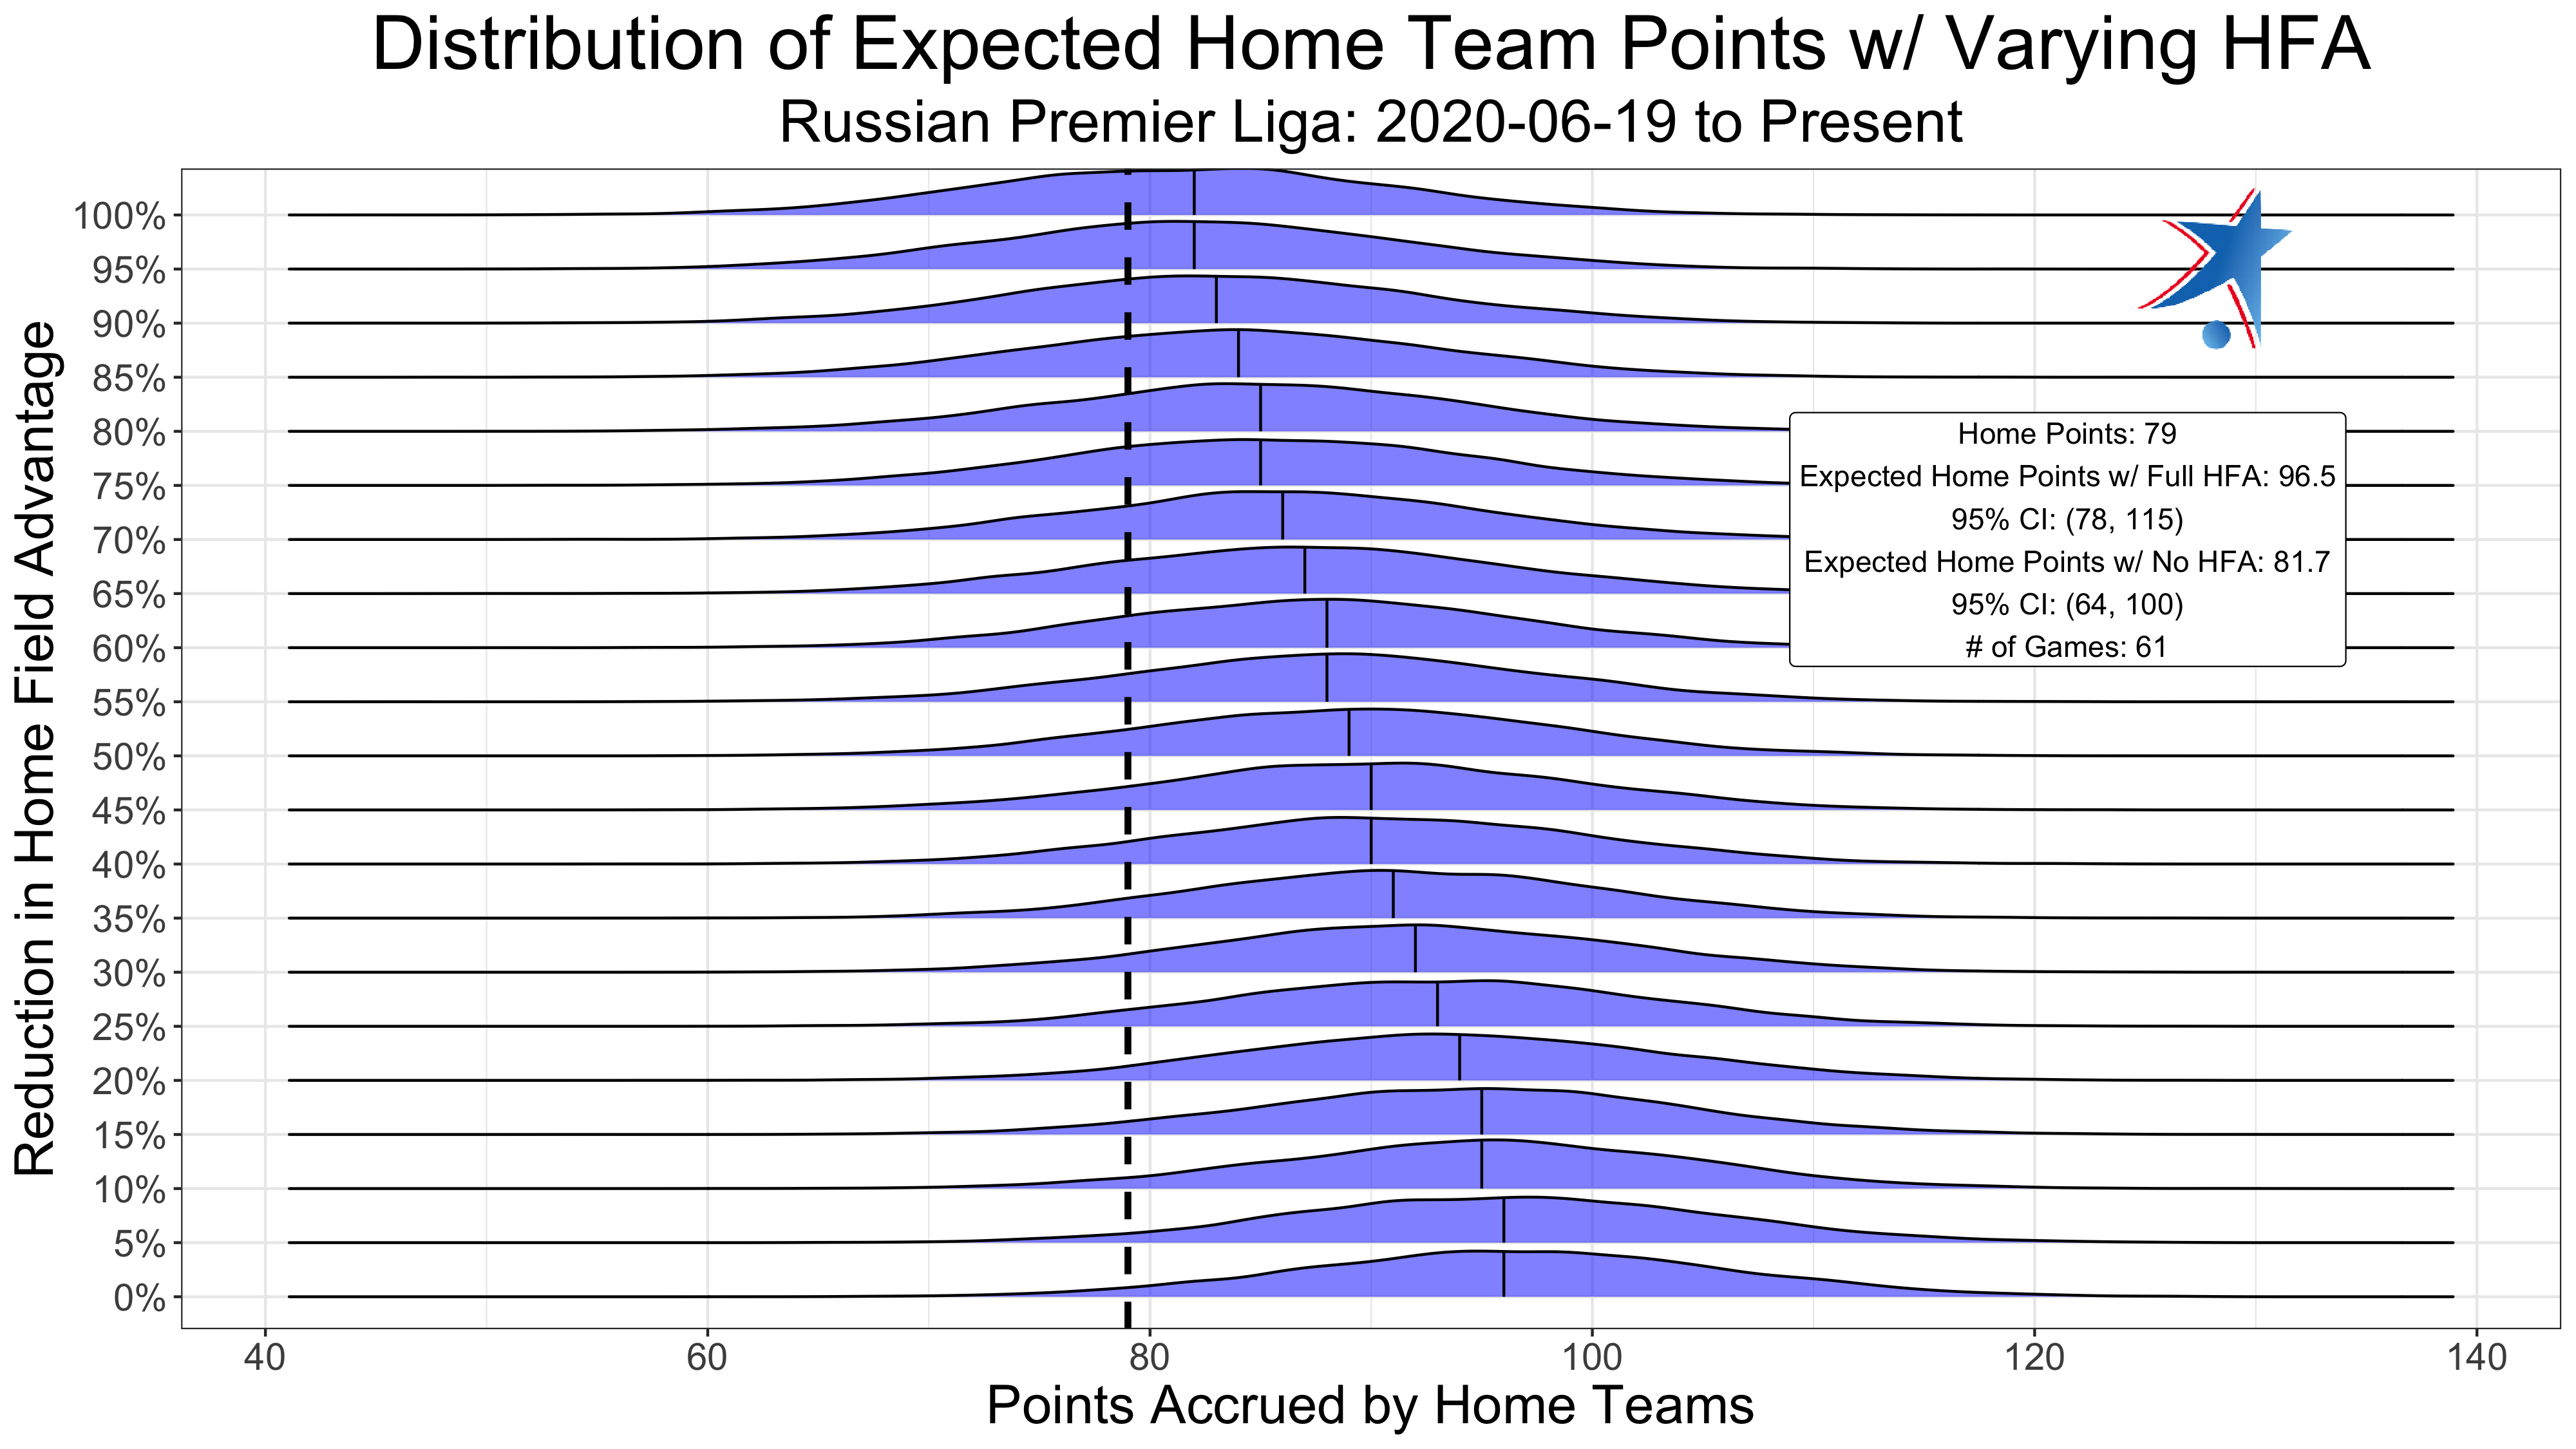 Distribution of Expected Home Team Points w/ Varying HFA
Russian Premier Liga: 2020-06-19 to Present
Reduction in Home Field Advantage
100%
95%
90%
85%
80%
75%
70%
65%
60%
55%
50%
45%
40%
35%
30%
25%
20%
15%
10%
5%
0%
Home Points: 79
Expected Home Points w/ Full HFA: 96.5
95% CI: (78, 115)
Expected Home Points w/ No HFA: 81.7
95% CI: (64, 100)
# of Games: 61
40 60 80 100 120 140
Points Accrued by Home Teams